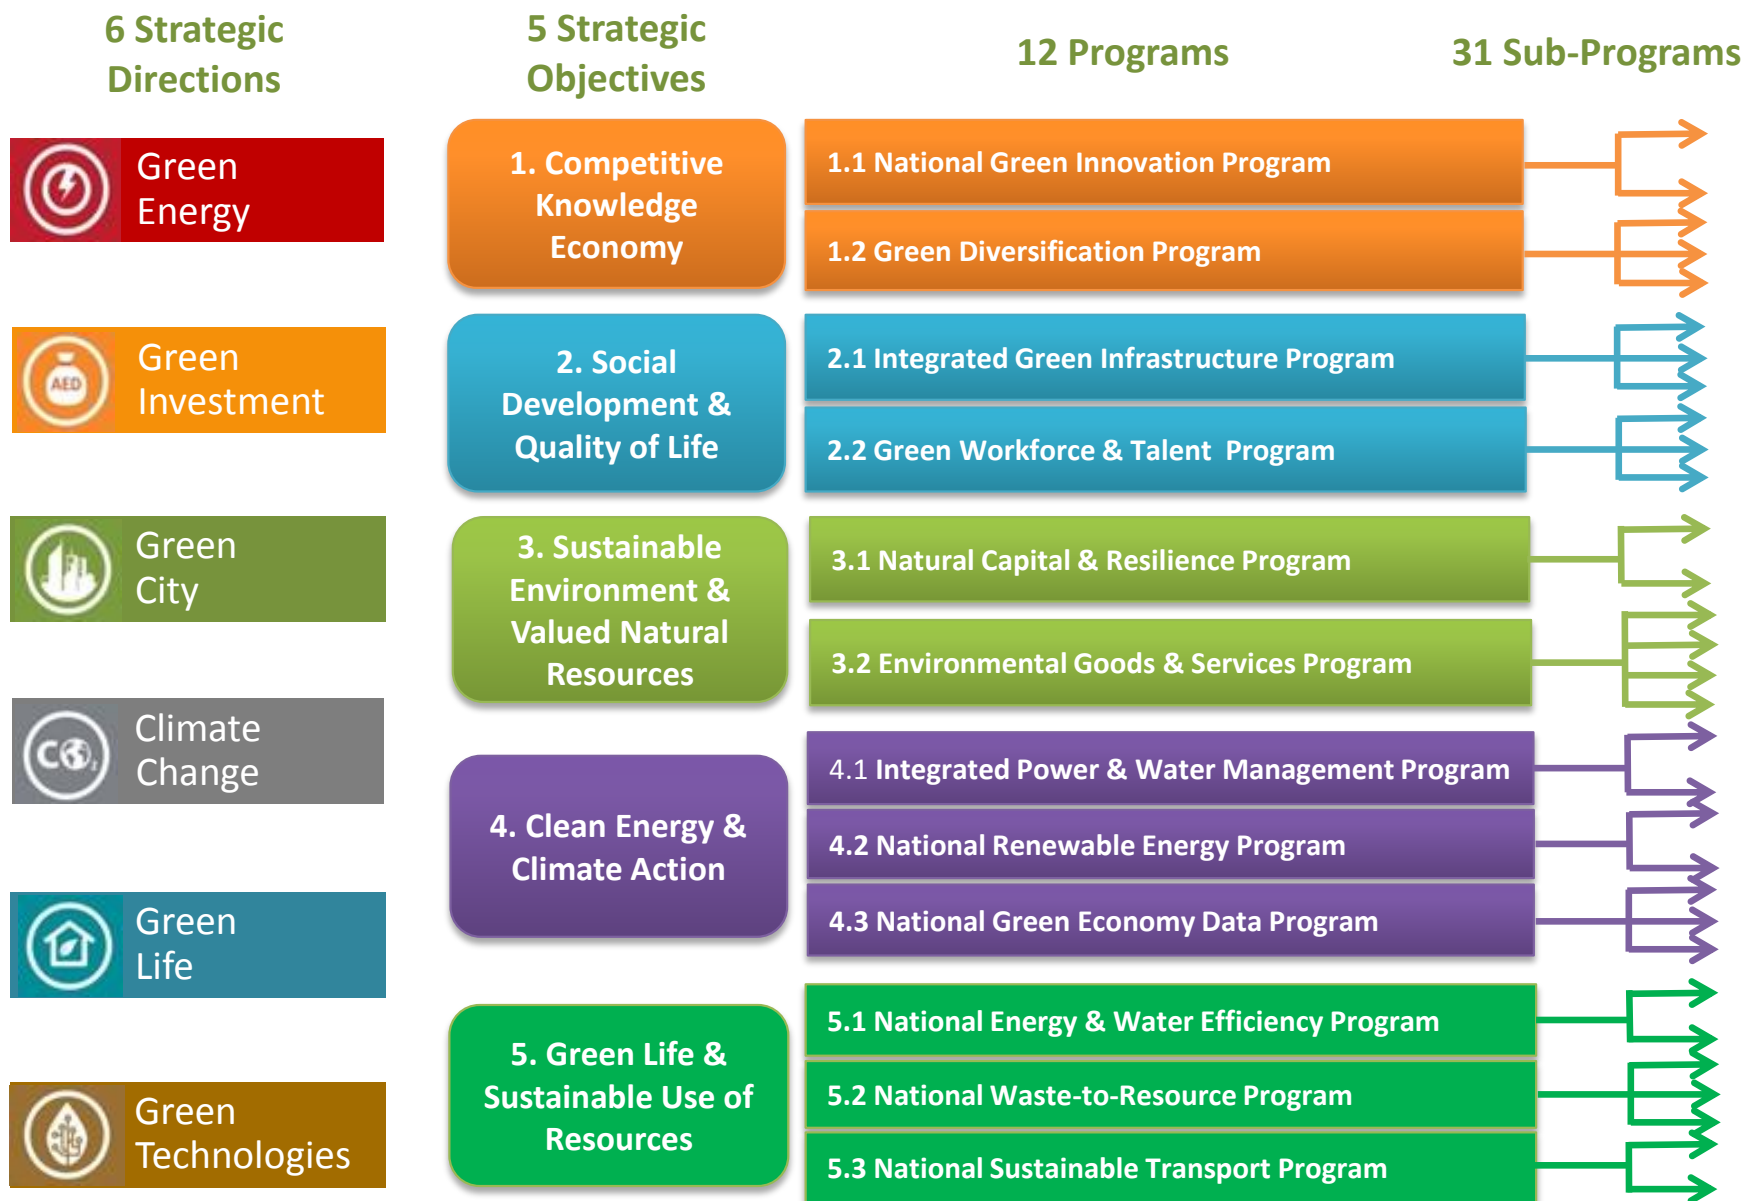 6 Strategic
Directions
5 Strategic
Objectives
12 Programs
31 Sub-Programs
Green
Energy
AED
Green
Investment
Green
City
CO2
Climate
Change
Green
Life
Green
Technologies
1. Competitive
Knowledge
Economy
1.1 National Green Innovation Program
1.2 Green Diversification Program
2. Social
Development &
Quality of Life
2.1 Integrated Green Infrastructure Program
2.2 Green Workforce & Talent  Program
3. Sustainable
Environment &
Valued Natural
Resources
3.1 Natural Capital & Resilience Program
3.2 Environmental Goods & Services Program
4. Clean Energy &
Climate Action
4.1 Integrated Power & Water Management Program
4.2 National Renewable Energy Program
4.3 National Green Economy Data Program
5. Green Life &
Sustainable Use of
Resources
5.1 National Energy & Water Efficiency Program
5.2 National Waste-to-Resource Program
5.3 National Sustainable Transport Program